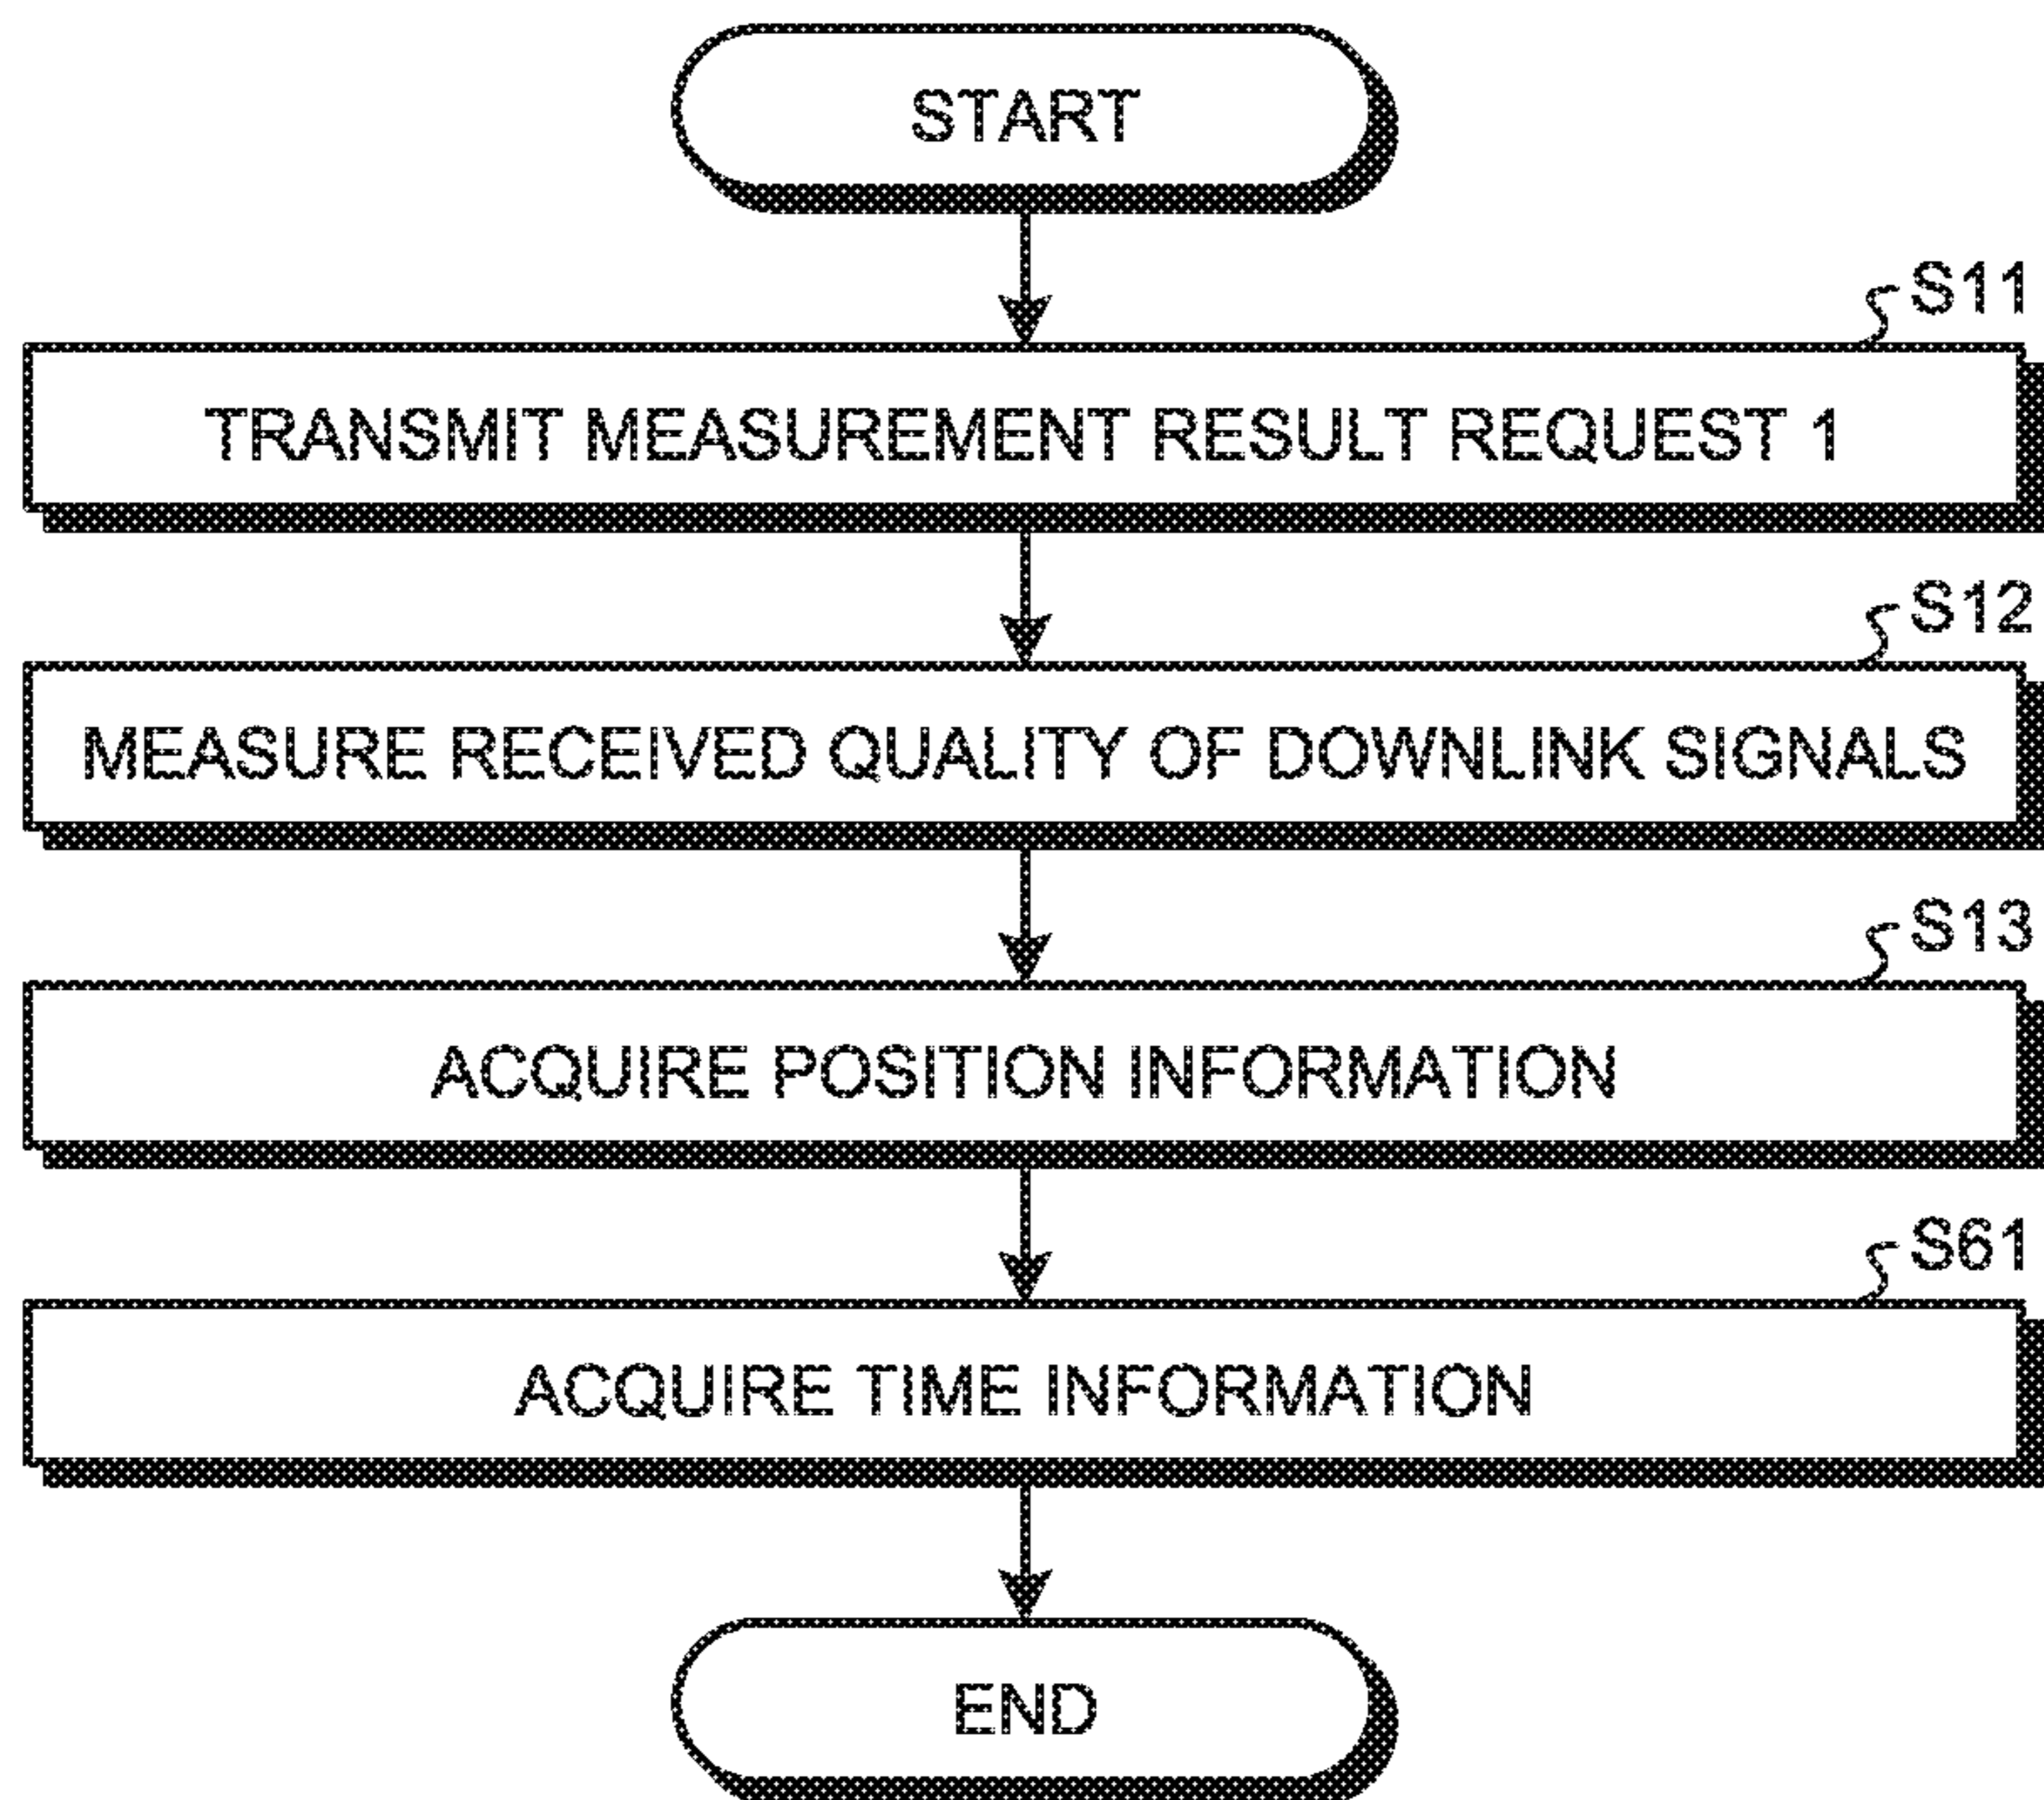 START
S11
TRANSMIT MEASUREMENT RESULT REQUEST 1
S12
MEASURE RECEIVED QUALITY OF DOWNLINK SIGNALS
S13
ACQUIRE POSITION INFORMATION
S61
ACQUIRE TIME INFORMATION
END